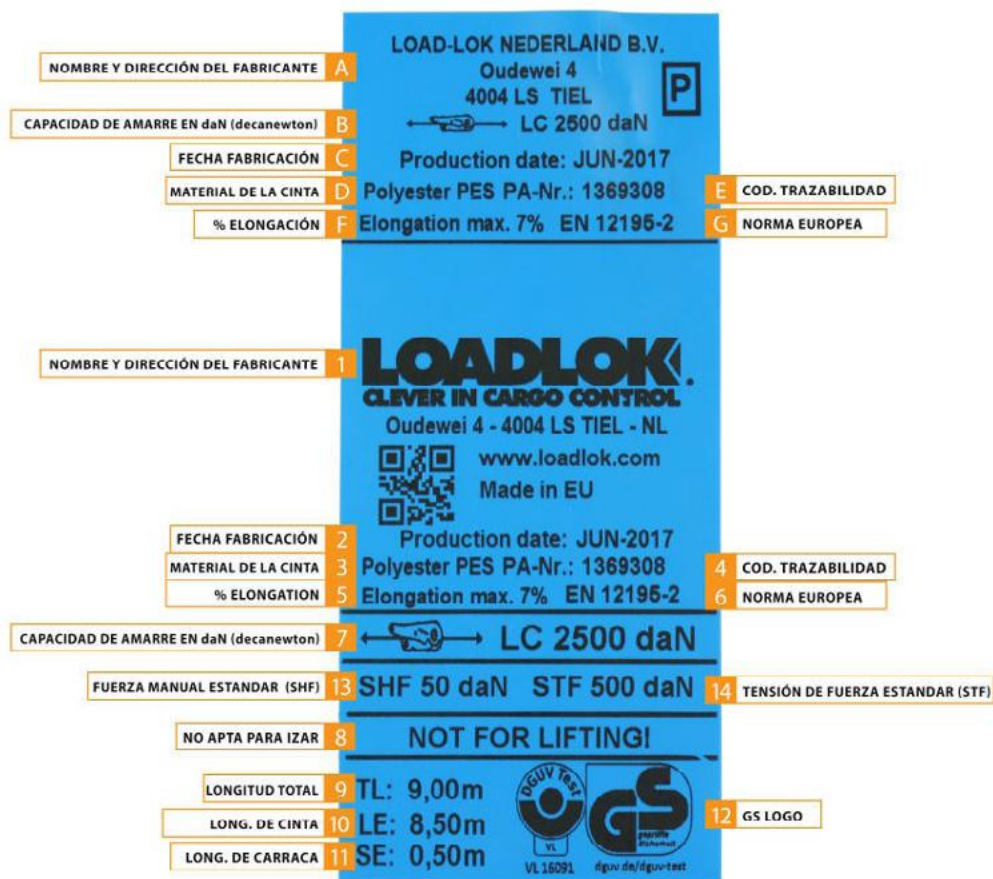 LOAD-LOK NEDERLAND B.V.
NOMBRE Y DIRECCIÓN DEL FABRICANTE A
Oudewei 4
4004 LS TIEL
P
CAPACIDAD DE AMARRE EN daN (decanewton) B
LC 2500 daN
FECHA FABRICACIÓN C
Production date: JUN-2017
MATERIAL DE LA CINTA D
Polyester PES PA-Nr.: 1369308
E COD. TRAZABILIDAD
% ELONGACIÓN F
Elongation max. 7% EN 12195-2
G NORMA EUROPEA
NOMBRE Y DIRECCIÓN DEL FABRICANTE 1
LOADLOK.
CLEVER IN CARGO CONTROL
Oudewei 4 - 4004 LS TIEL - NL
www.loadlok.com
Made in EU
FECHA FABRICACIÓN 2
Production date: JUN-2017
MATERIAL DE LA CINTA 3
Polyester PES PA-Nr.: 1369308
4 COD. TRAZABILIDAD
% ELONGATION 5
Elongation max. 7% EN 12195-2
6 NORMA EUROPEA
CAPACIDAD DE AMARRE EN daN (decanewton) 7
LC 2500 daN
FUERZA MANUAL ESTANDAR (SHF) 13
SHF 50 daN STF 500 daN
14 TENSIÓN DE FUERZA ESTANDAR (STF)
NO APTA PARA IZAR 8
NOT FOR LIFTING!
LONGITUD TOTAL 9
TL: 9,00m
LONG. DE CINTA 10
LE: 8,50m
LONG. DE CARRACA 11
SE: 0,50m
DGUV Test
VL
VL 16091
GS
geprüfte
Sicherheit
dguv.de/dguv-test
12 GS LOGO